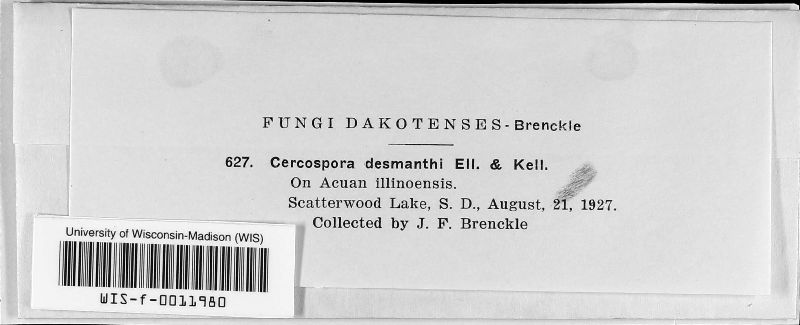 FUNGI DAKOTENSES - Brenckle
627. Cercospora desmanthi Ell. & Kell.
On Acuan illinoensis.
Scatterwood Lake, S. D., August, 21, 1927.
Collected by J. F. Brenckle
University of Wisconsin-Madison (WIS)
WIS-f-0011980